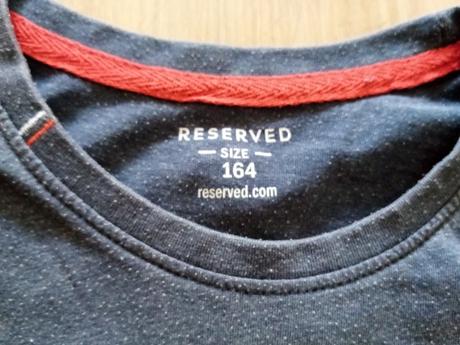 RESERVED
— SIZE —
164
reserved.com